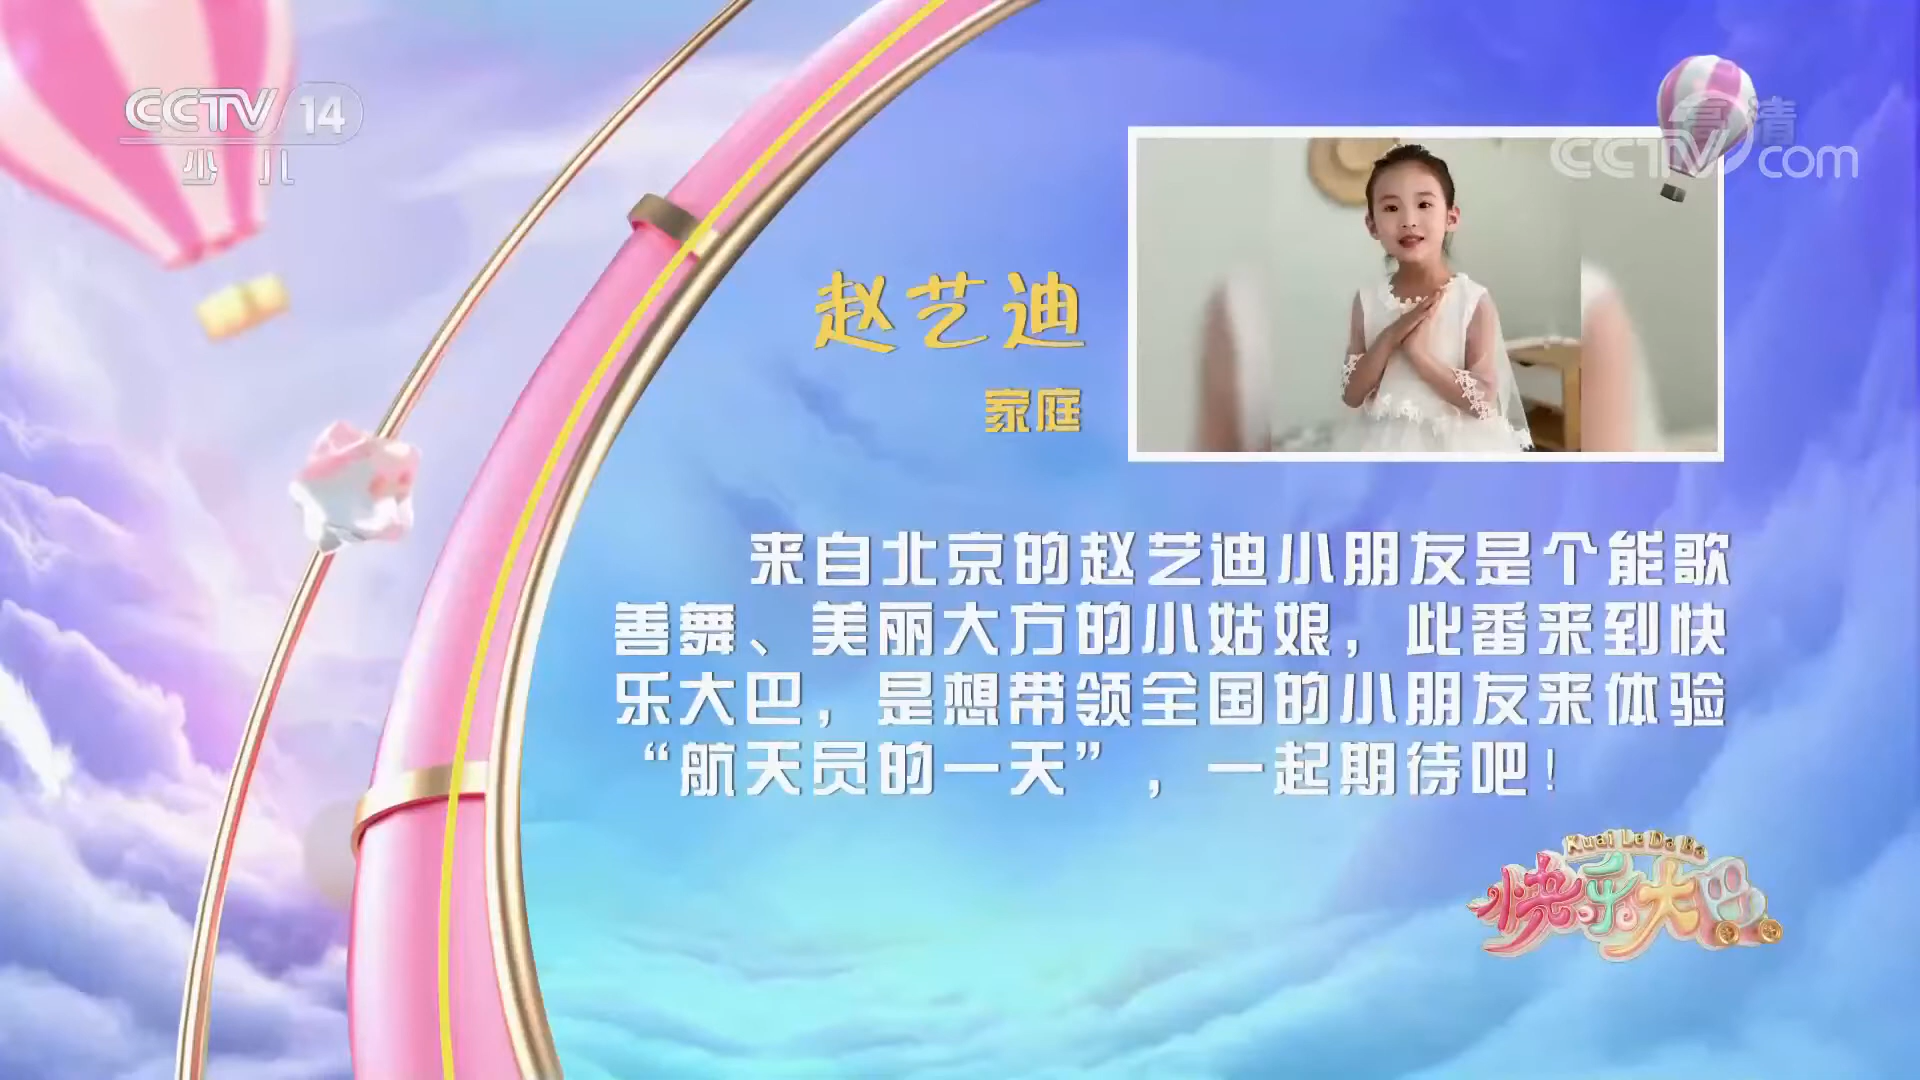 CCTV 14
少儿
高清
CCTV com
赵艺迪
家庭
来自北京的赵艺迪小朋友是个能歌
善舞、美丽大方的小姑娘，此番来到快
乐大巴，是想带领全国的小朋友来体验
“航天员的一天”，一起期待吧！
Kuai Le Da Ba
快乐大巴